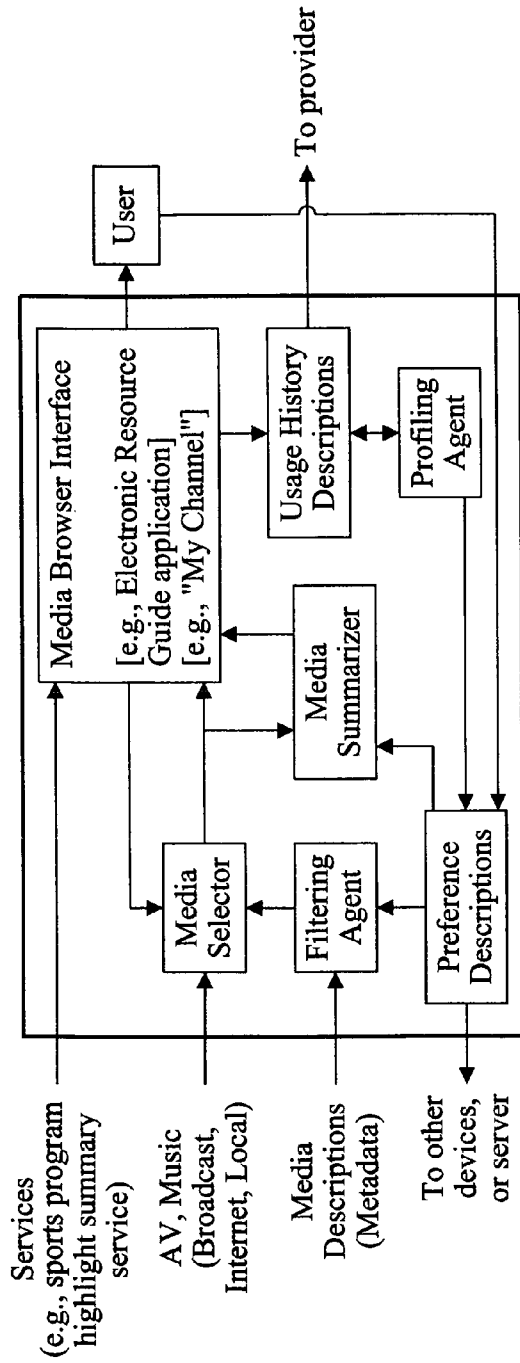 Services
(e.g., sports program
highlight summary
service)
AV, Music
(Broadcast,
Internet, Local)
Media
Descriptions
(Metadata)
To other
devices,
or server
Media
Selector
Filtering
Agent
Preference
Descriptions
Media
Summarizer
Media Browser Interface
[e.g., Electronic Resource
Guide application]
[e.g., "My Channel"]
Usage History
Descriptions
Profiling
Agent
User
To provider